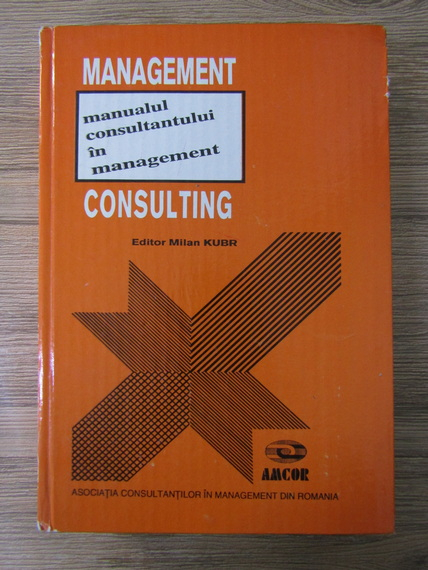 MANAGEMENT
manualul
consultantului
în
management
CONSULTING
Editor Milan KUBR
AMCOR
ASOCIAȚIA CONSULTANȚILOR ÎN MANAGEMENT DIN ROMANIA